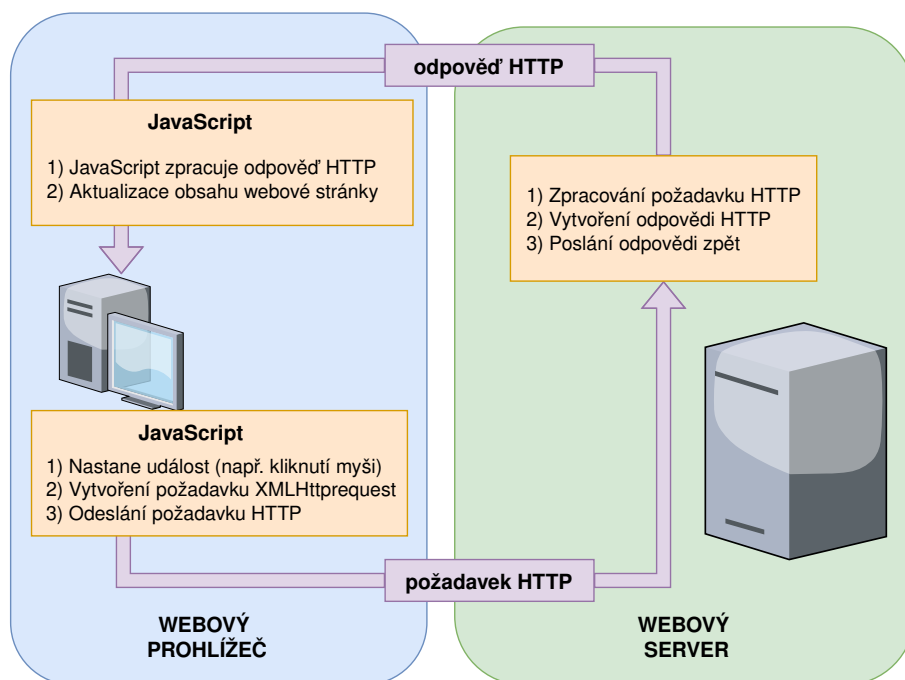 odpověď HTTP
JavaScript
1) JavaScript zpracuje odpověď HTTP
2) Aktualizace obsahu webové stránky
1) Zpracování požadavku HTTP
2) Vytvoření odpovědi HTTP
3) Poslání odpovědi zpět
JavaScript
1) Nastane událost (např. kliknutí myši)
2) Vytvoření požadavku XMLHttprequest
3) Odeslání požadavku HTTP
požadavek HTTP
WEBOVÝ
PROHLÍŽEČ
WEBOVÝ
SERVER